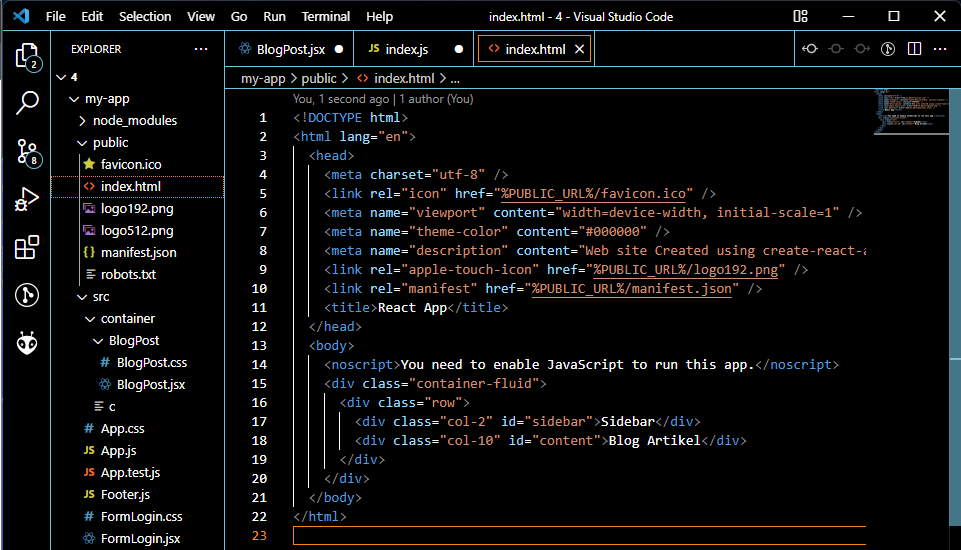 File Edit Selection View Go Run Terminal Help index.html - 4 - Visual Studio Code
EXPLORER
BlogPost.jsx
JS index.js
<> index.html
2
8
my-app > public > <> index.html > ...
4
my-app
node_modules
public
favicon.ico
<> index.html
logo192.png
logo512.png
{} manifest.json
robots.txt
src
container
BlogPost
# BlogPost.css
BlogPost.jsx
c
# App.css
JS App.js
JS App.test.js
JS Footer.js
# FormLogin.css
FormLogin.jsx
You, 1 second ago | 1 author (You)
1 <!DOCTYPE html>
2 <html lang="en">
3 <head>
4 <meta charset="utf-8" />
5 <link rel="icon" href="%PUBLIC_URL%/favicon.ico" />
6 <meta name="viewport" content="width=device-width, initial-scale=1" />
7 <meta name="theme-color" content="#000000" />
8 <meta name="description" content="Web site Created using create-react-a
9 <link rel="apple-touch-icon" href="%PUBLIC_URL%/logo192.png" />
10 <link rel="manifest" href="%PUBLIC_URL%/manifest.json" />
11 <title>React App</title>
12 </head>
13 <body>
14 <noscript>You need to enable JavaScript to run this app.</noscript>
15 <div class="container-fluid">
16 <div class="row">
17 <div class="col-2" id="sidebar">Sidebar</div>
18 <div class="col-10" id="content">Blog Artikel</div>
19 </div>
20 </div>
21 </body>
22 </html>
23